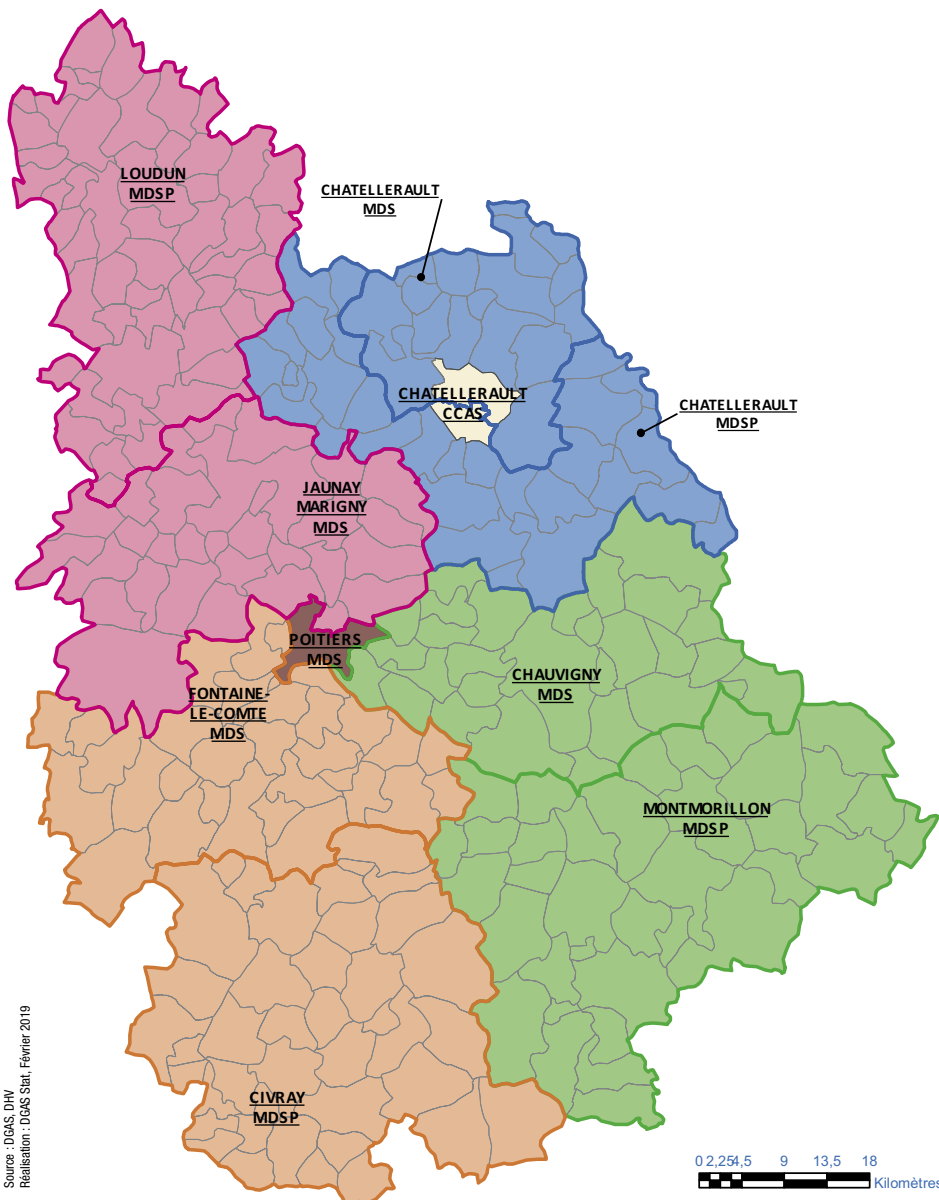 LOUDUN
MDSP
CHATELLERAULT
MDS
CHATELLERAULT
CCAS
CHATELLERAULT
MDSP
JAUNAY
MARIGNY
MDS
POITIERS
MDS
CHAUVIGNY
MDS
FONTAINE-
LE-COMTE
MDS
MONTMORILLON
MDSP
CIVRAY
MDSP
Source : DGAS, DHV
Réalisation : DGAS Stat, Février 2019
0 2,254,5 9 13,5 18
Kilomètres